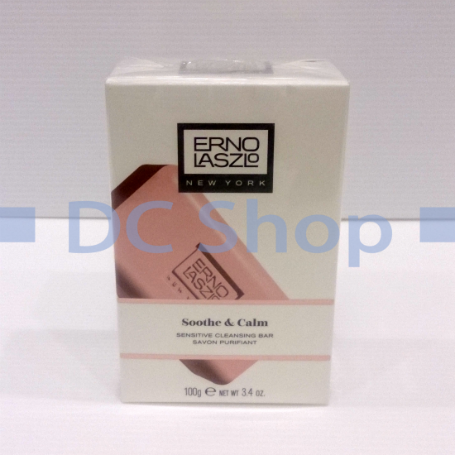 ERNO
LASZLO
NEW YORK
DC Shop
ERNO
LASZLO
NEW Y
Soothe & Calm
SENSITIVE CLEANSING BAR
SAVON PURIFIANT
100g ℮ NET WT 3.4 OZ.